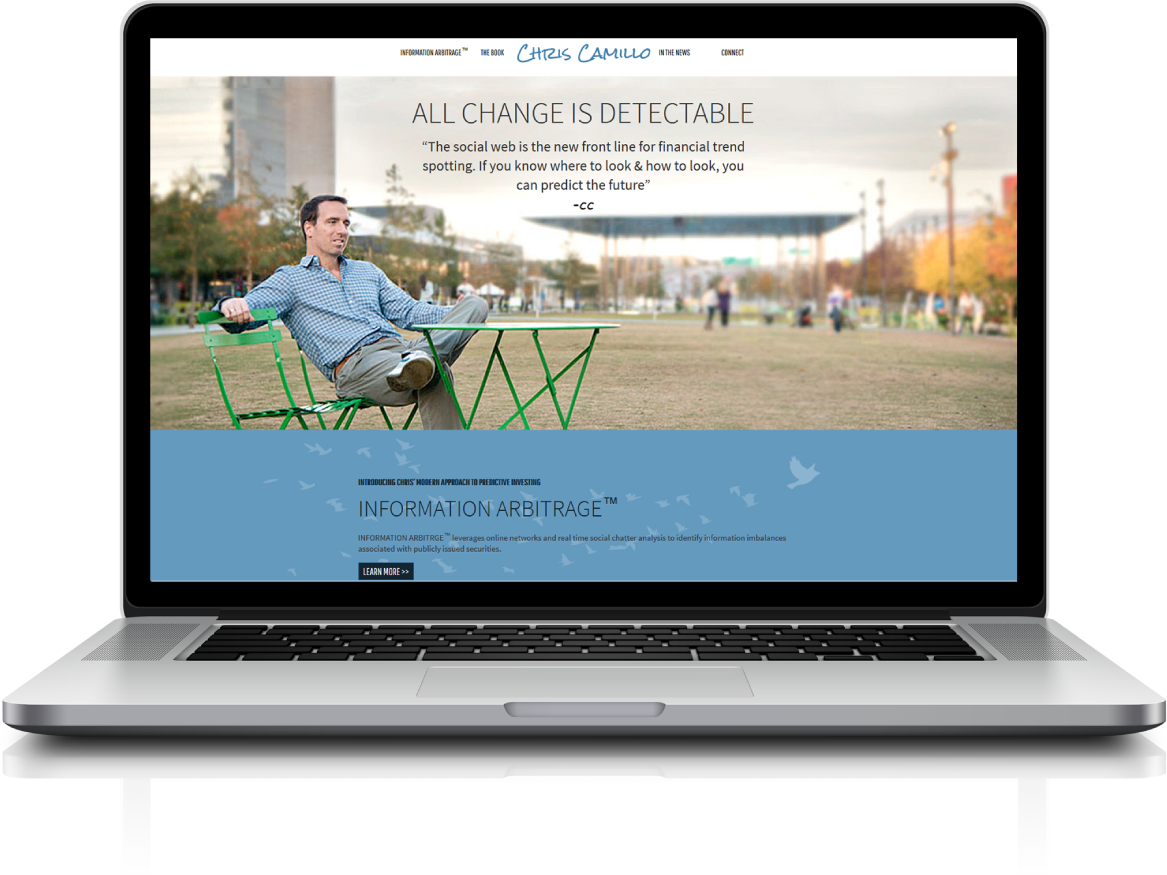 INFORMATION ARBITRAGE™ THE BOOK Chris Camillo IN THE NEWS CONNECT
ALL CHANGE IS DETECTABLE
“The social web is the new front line for financial trend
spotting. If you know where to look & how to look, you
can predict the future”
-cc
INTRODUCING CHRIS' MODERN APPROACH TO PREDICTIVE INVESTING
INFORMATION ARBITRAGE™
INFORMATION ARBITRGE™ leverages online networks and real time social chatter analysis to identify information imbalances
associated with publicly issued securities.
LEARN MORE >>